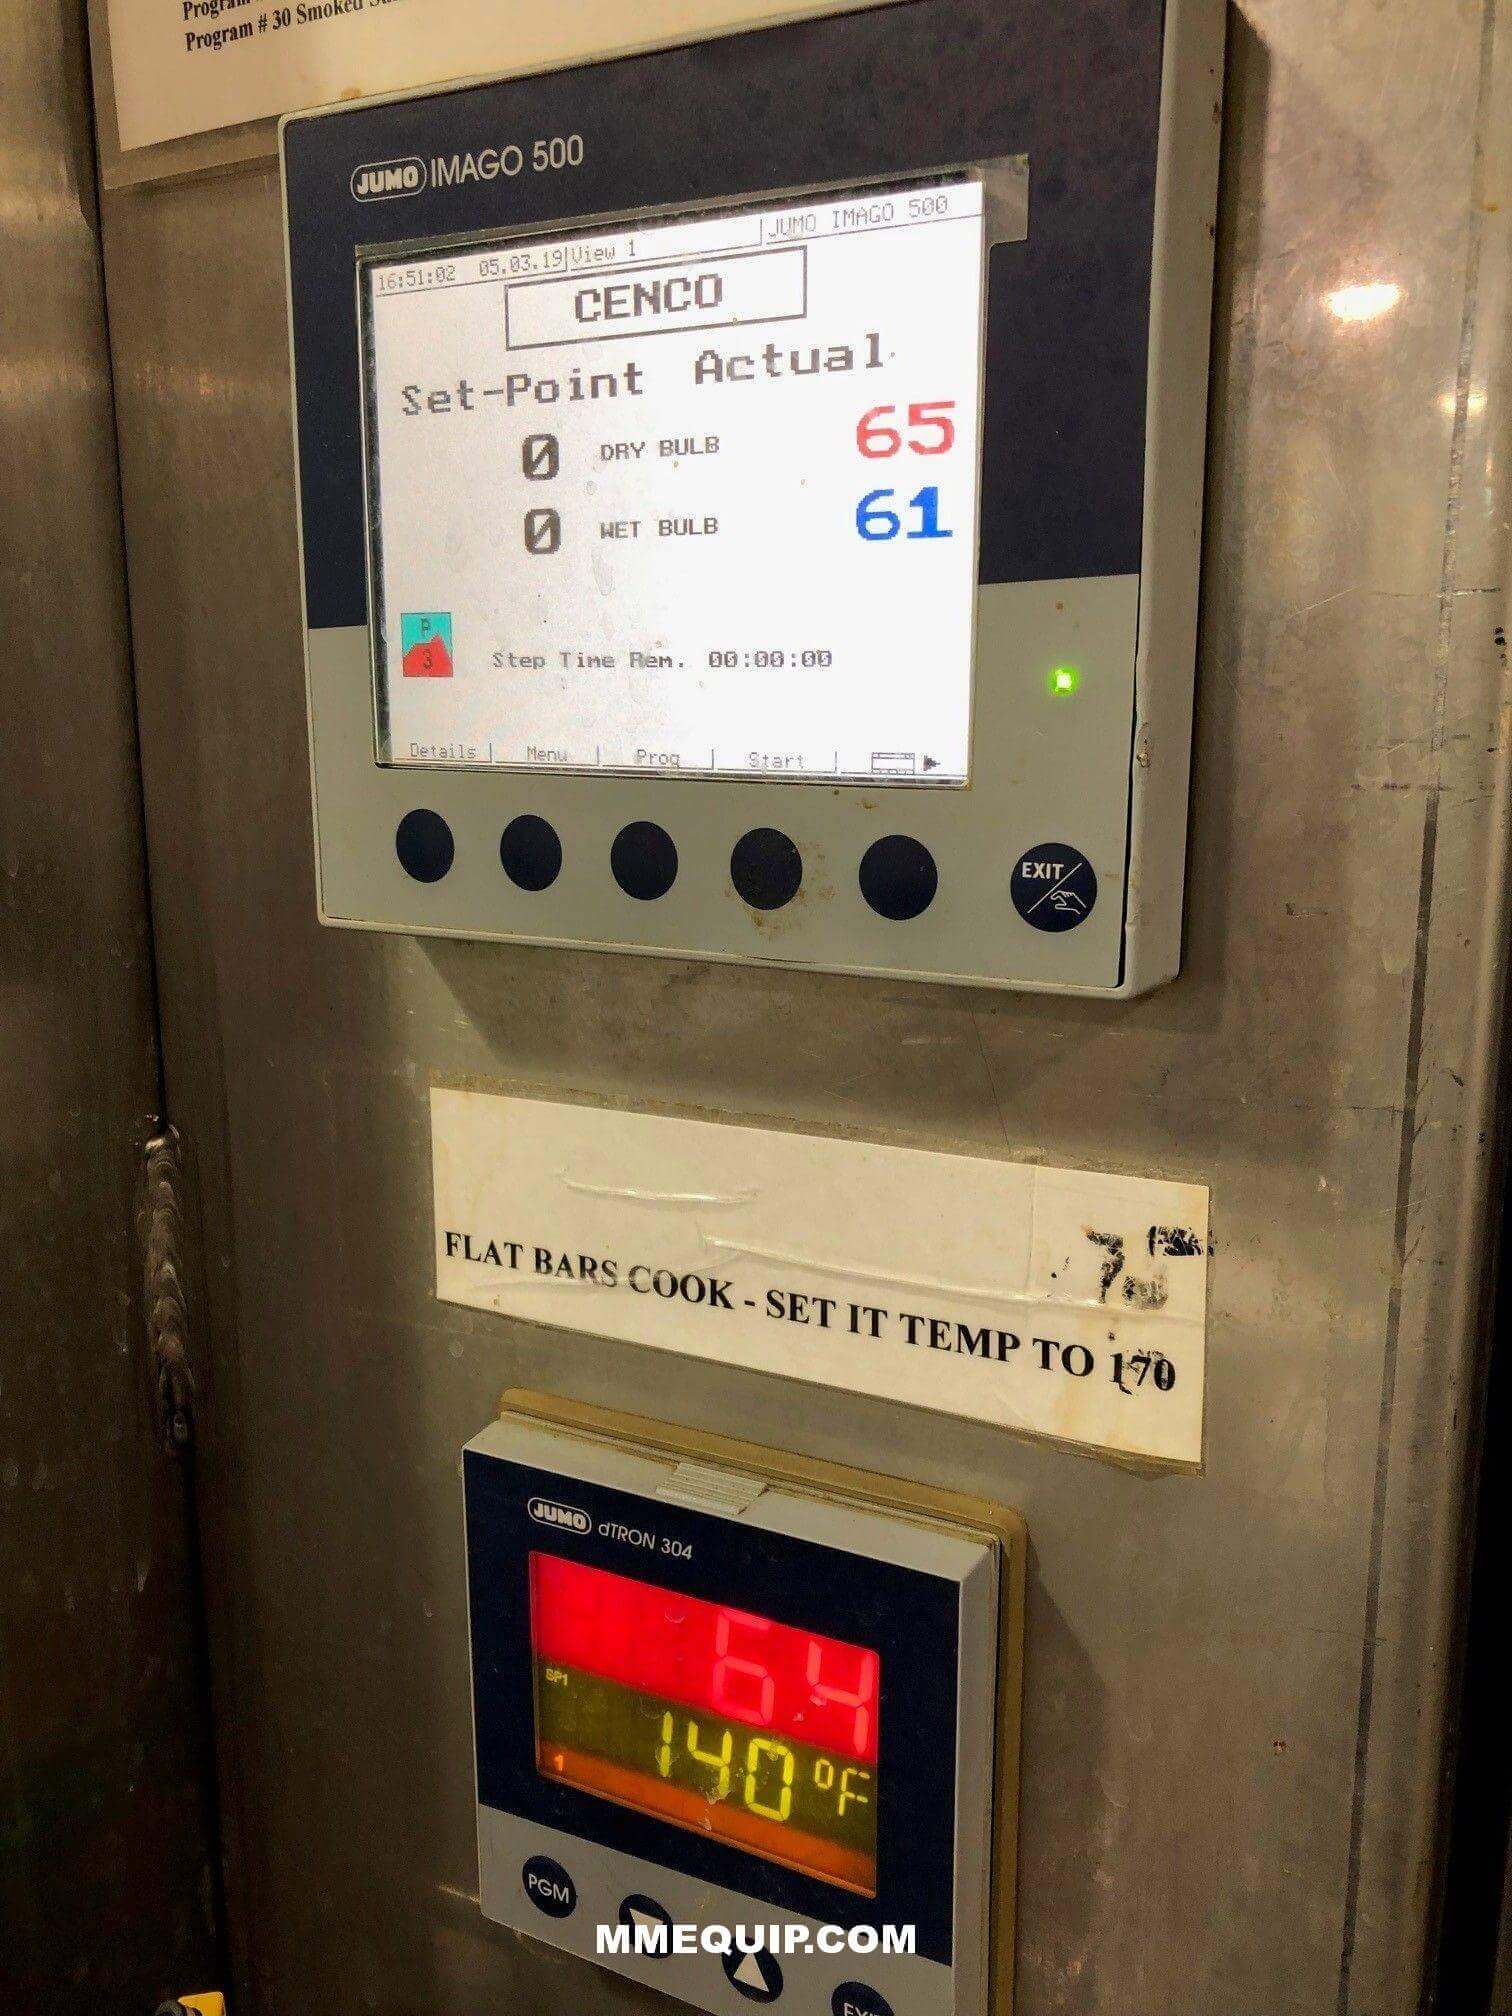 Program
Program # 30 Smoked
JUMO IMAGO 500
16:51:02 05.03.19 View 1 JUMO IMAGO 500
CENCO
Set-Point Actual
0 DRY BULB 65
0 WET BULB 61
P
3
Step Time Rem. 00:00:00
Details Menu Prog Start
EXIT
FLAT BARS COOK - SET IT TEMP TO 170
JUMO dTRON 304
64
SP1
140 °F
1
PGM
EXIT
MMEQUIP.COM